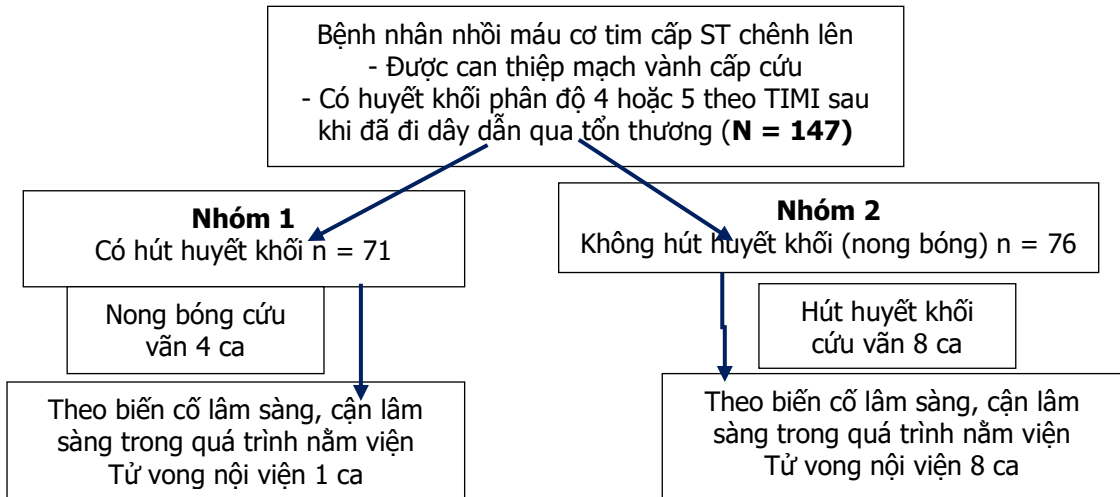 Bệnh nhân nhồi máu cơ tim cấp ST chênh lên
- Được can thiệp mạch vành cấp cứu
- Có huyết khối phân độ 4 hoặc 5 theo TIMI sau
khi đã đi dây dẫn qua tổn thương (N = 147)
Nhóm 1
Có hút huyết khối n = 71
Nhóm 2
Không hút huyết khối (nong bóng) n = 76
Nong bóng cứu
vãn 4 ca
Hút huyết khối
cứu vãn 8 ca
Theo biến cố lâm sàng, cận lâm
sàng trong quá trình nằm viện
Tử vong nội viện 1 ca
Theo biến cố lâm sàng, cận lâm
sàng trong quá trình nằm viện
Tử vong nội viện 8 ca